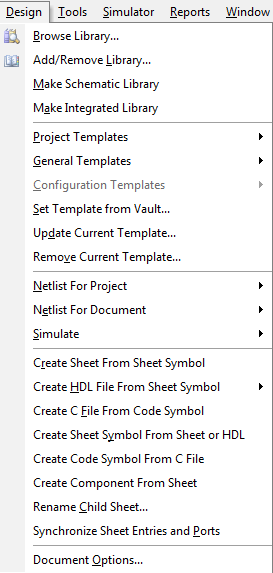 Design Tools Simulator Reports Window
Browse Library...
Add/Remove Library...
Make Schematic Library
Make Integrated Library
Project Templates
General Templates
Configuration Templates
Set Template from Vault...
Update Current Template...
Remove Current Template...
Netlist For Project
Netlist For Document
Simulate
Create Sheet From Sheet Symbol
Create HDL File From Sheet Symbol
Create C File From Code Symbol
Create Sheet Symbol From Sheet or HDL
Create Code Symbol From C File
Create Component From Sheet
Rename Child Sheet...
Synchronize Sheet Entries and Ports
Document Options...